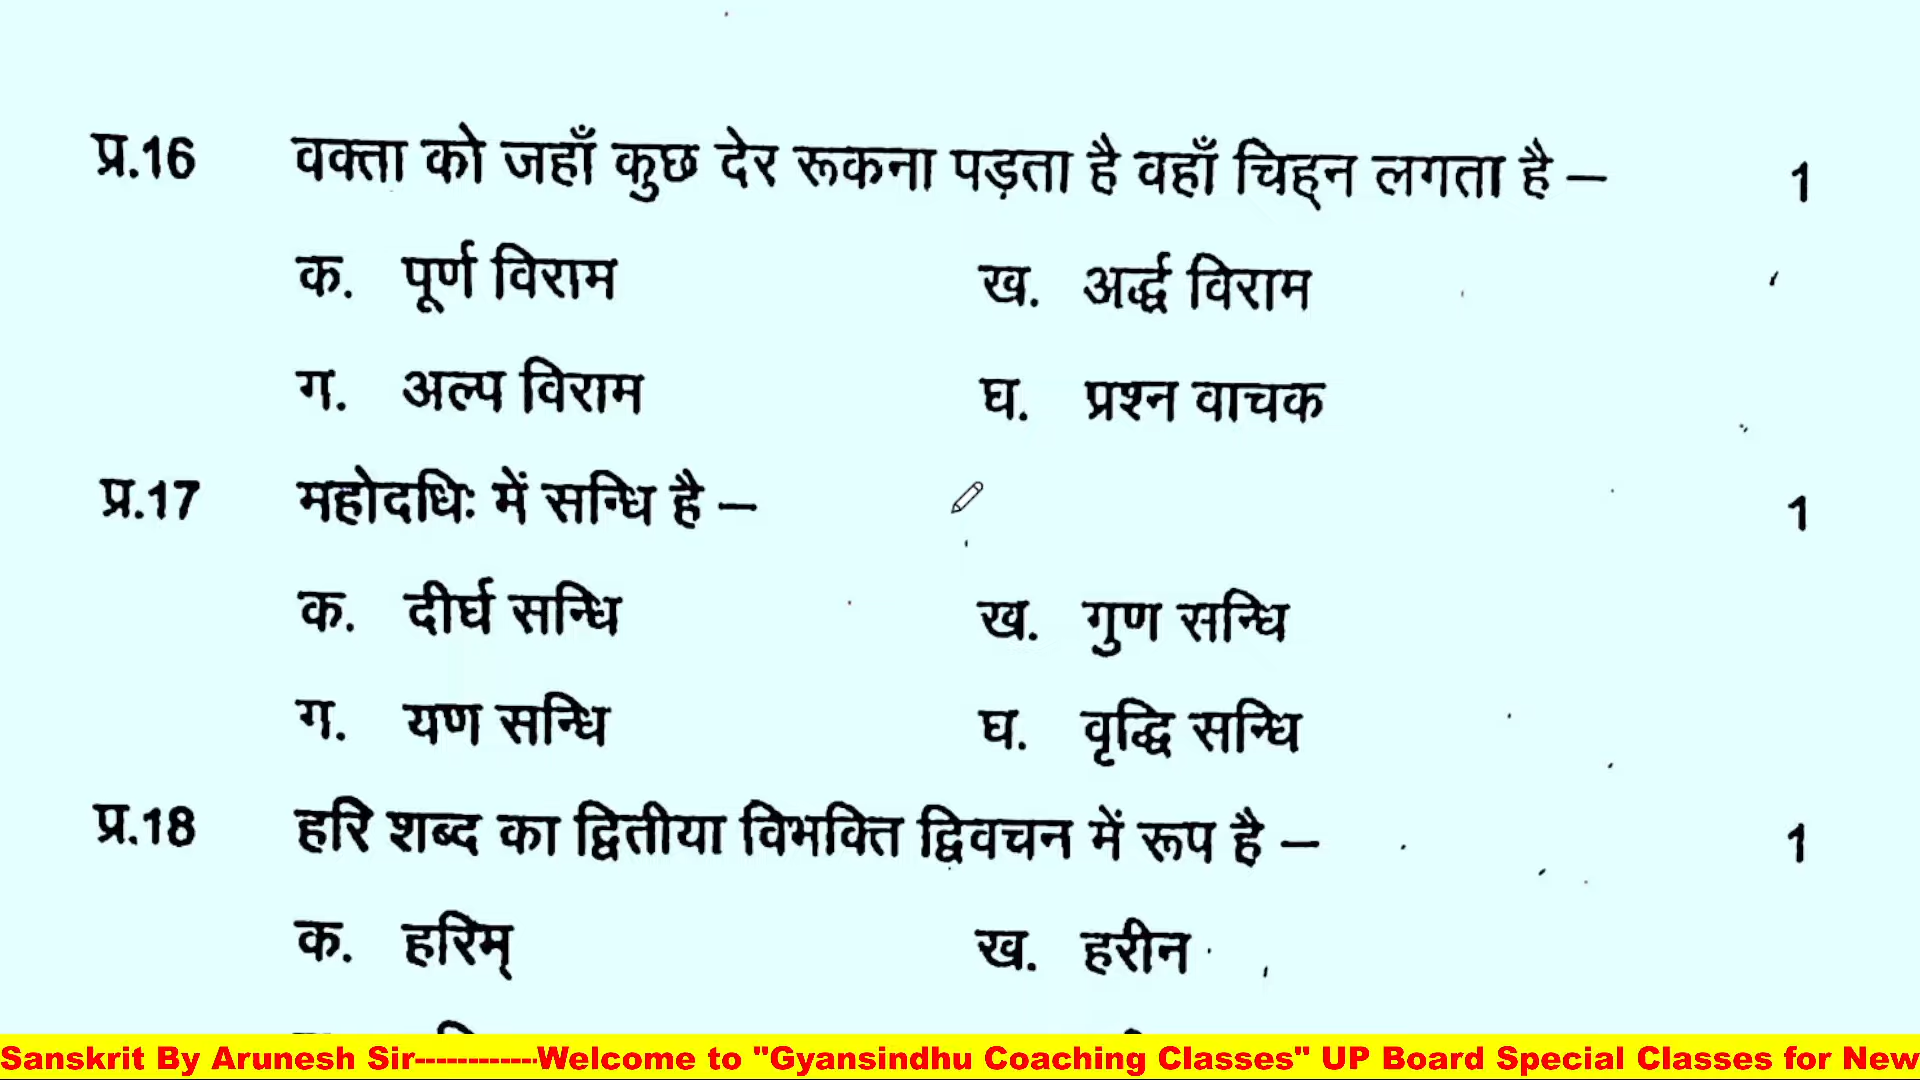 प्र.16 वक्ता को जहाँ कुछ देर रूकना पड़ता है वहाँ चिह्न लगता है – 1
क. पूर्ण विराम ख. अर्द्ध विराम
ग. अल्प विराम घ. प्रश्न वाचक
प्र.17 महोदधिः में सन्धि है – 1
क. दीर्घ सन्धि ख. गुण सन्धि
ग. यण सन्धि घ. वृद्धि सन्धि
प्र.18 हरि शब्द का द्वितीया विभक्ति द्विवचन में रूप है – 1
क. हरिम् ख. हरीन
Sanskrit By Arunesh Sir-----------Welcome to "Gyansindhu Coaching Classes" UP Board Special Classes for New